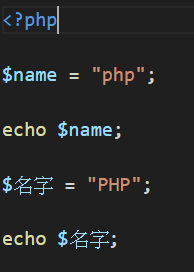 <?php
$name = "php";
echo $name;
$名字 = "PHP";
echo $名字;